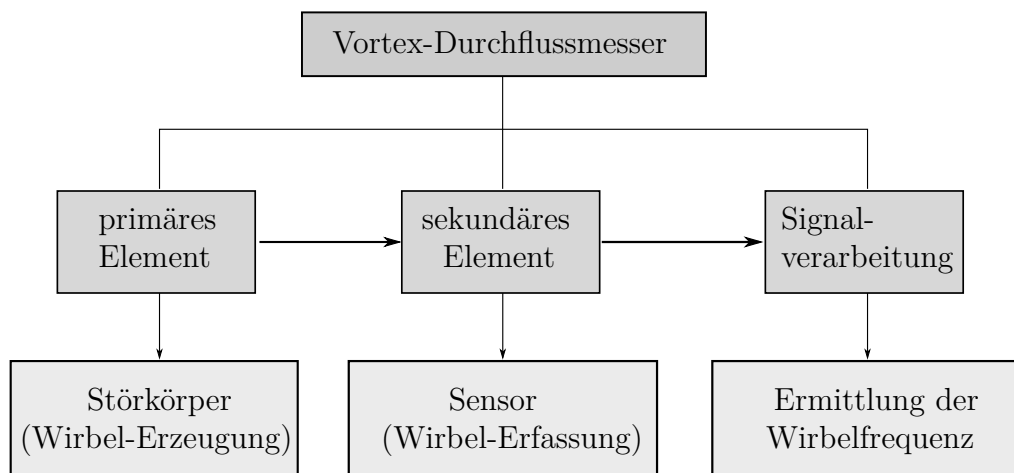 Vortex-Durchflussmesser
primäres
Element
sekundäres
Element
Signal-
verarbeitung
Störkörper
(Wirbel-Erzeugung)
Sensor
(Wirbel-Erfassung)
Ermittlung der
Wirbelfrequenz